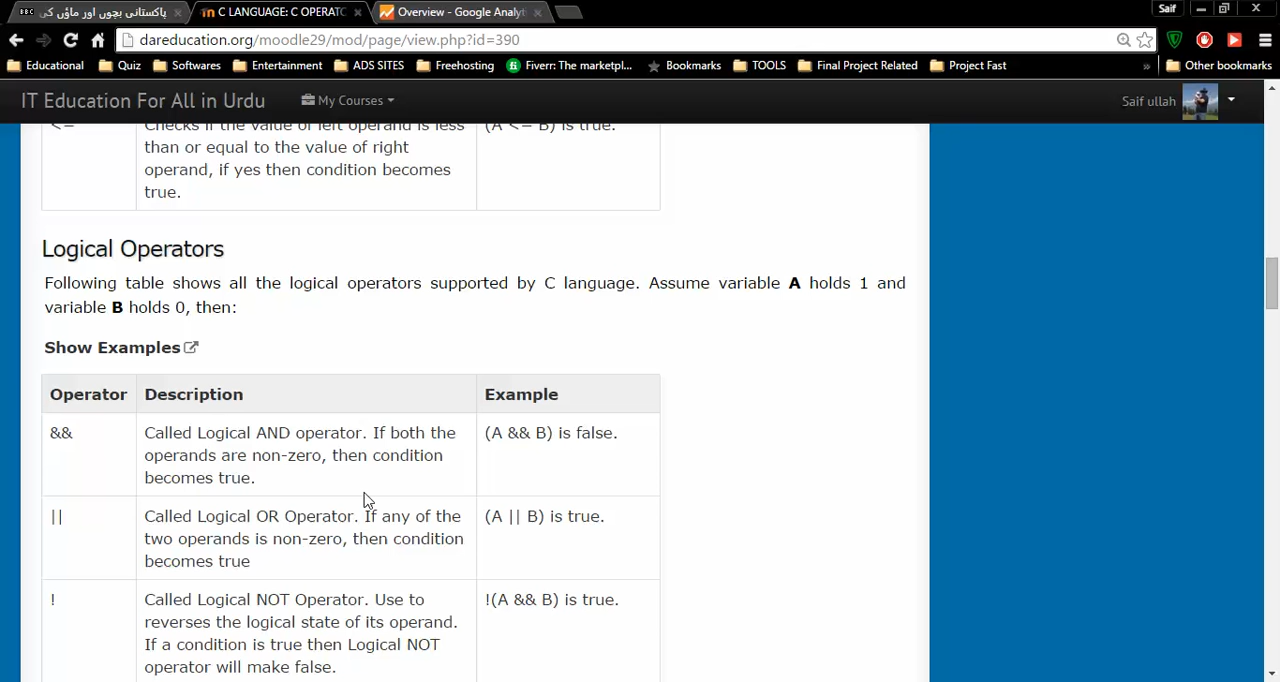 BBC پاکستانی بچوں اور ماؤں کی
C LANGUAGE: C OPERATO
Overview - Google Analyt
Saif
dareducation.org/moodle29/mod/page/view.php?id=390
Educational Quiz Softwares Entertainment ADS SITES Freehosting Fiverr: The marketpl... Bookmarks TOOLS Final Project Related Project Fast » Other bookmarks
IT Education For All in Urdu My Courses Saif ullah
<= Checks if the value of left operand is less (A <= B) is true.
than or equal to the value of right
operand, if yes then condition becomes
true.
Logical Operators
Following table shows all the logical operators supported by C language. Assume variable A holds 1 and
variable B holds 0, then:
Show Examples
Operator Description Example
&& Called Logical AND operator. If both the (A && B) is false.
operands are non-zero, then condition
becomes true.
|| Called Logical OR Operator. If any of the (A || B) is true.
two operands is non-zero, then condition
becomes true
! Called Logical NOT Operator. Use to !(A && B) is true.
reverses the logical state of its operand.
If a condition is true then Logical NOT
operator will make false.